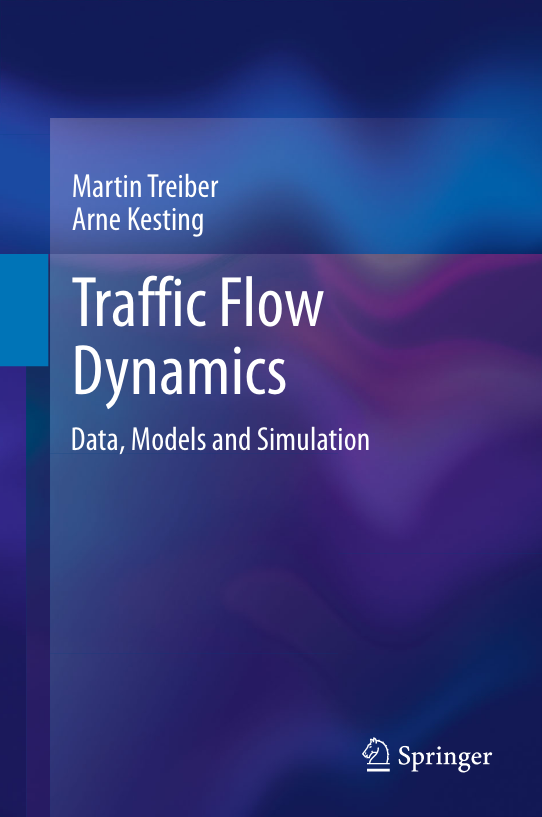 Martin Treiber
Arne Kesting
Traffic Flow
Dynamics
Data, Models and Simulation
Springer